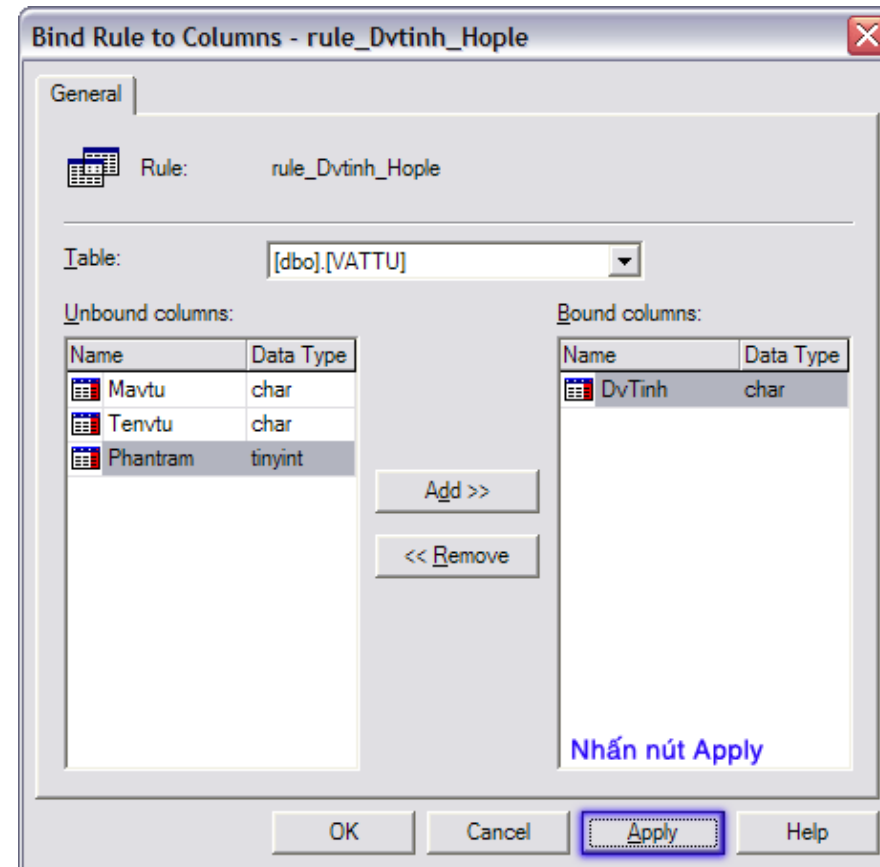 Bind Rule to Columns - rule_Dvtinh_Hople
General
Rule: rule_Dvtinh_Hople
Table: [dbo].[VATTU]
Unbound columns:
Name Data Type
Mavtu char
Tenvtu char
Phantram tinyint
Add >>
<< Remove
Bound columns:
Name Data Type
DvTinh char
Nhấn nút Apply
OK Cancel Apply Help